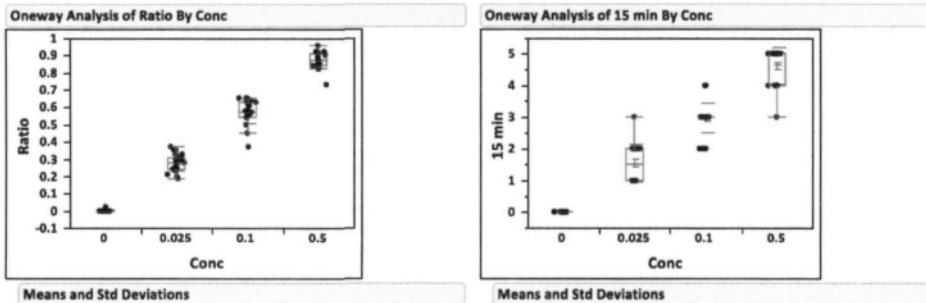 Oneway Analysis of Ratio By Conc
1
0.9
0.8
0.7
0.6
0.5
0.4
0.3
0.2
0.1
0
-0.1
Ratio
0 0.025 0.1 0.5
Conc
Means and Std Deviations
Oneway Analysis of 15 min By Conc
5
4
3
2
1
0
15 min
0 0.025 0.1 0.5
Conc
Means and Std Deviations